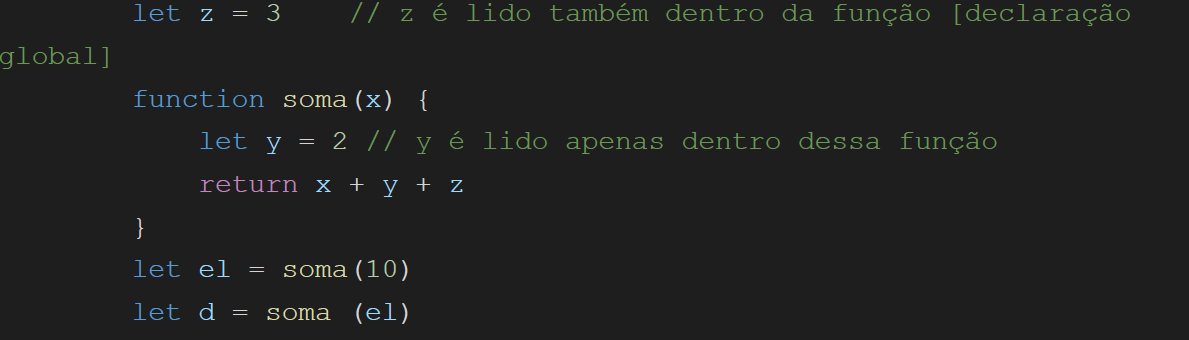 let z = 3 // z é lido também dentro da função [declaração
global]
function soma(x) {
let y = 2 // y é lido apenas dentro dessa função
return x + y + z
}
let el = soma(10)
let d = soma (el)